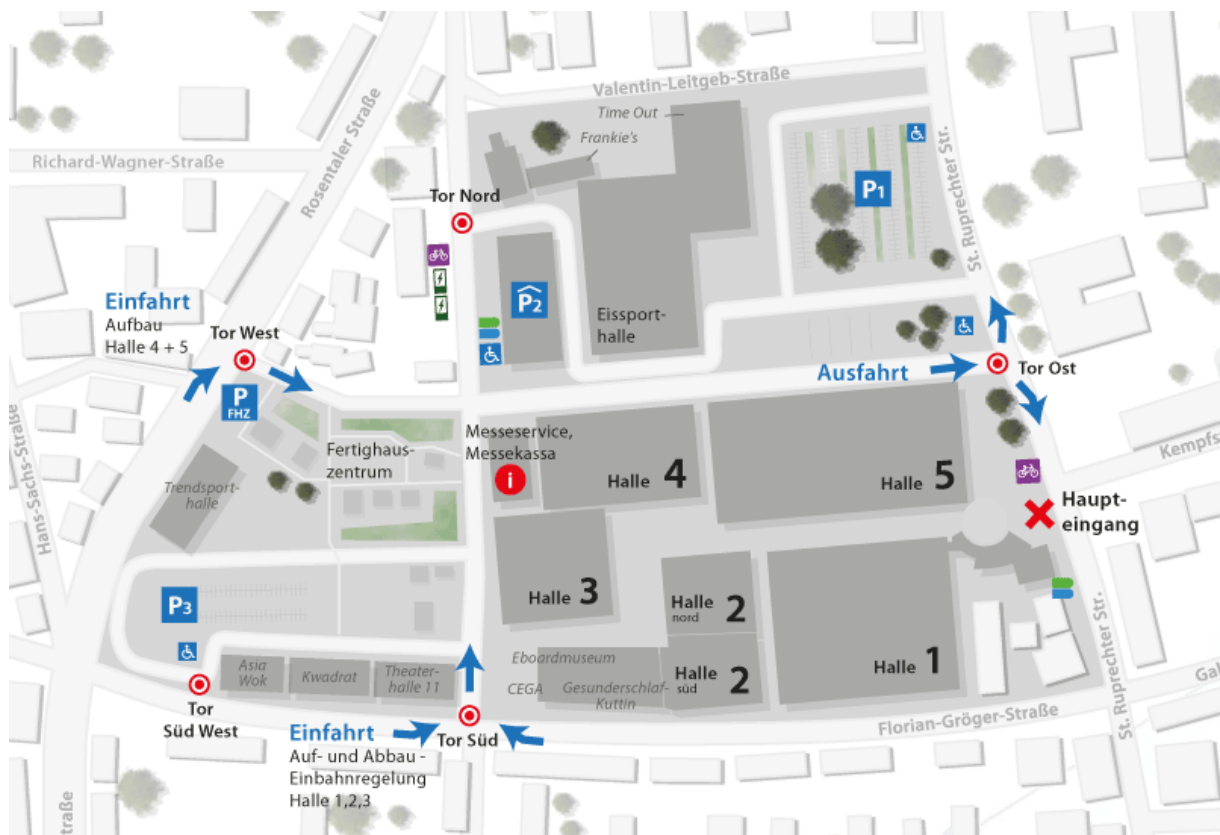 Valentin-Leitgeb-Straße
Time Out
Frankie's
Richard-Wagner-Straße
Rosentaler Straße
St. Ruprechter Str.
P1
Tor Nord
Einfahrt
Aufbau
Halle 4 + 5
Tor West
P2
Eissport-
halle
Ausfahrt
Tor Ost
P
FHZ
Hans-Sachs-Straße
Fertighaus-
zentrum
Messeservice,
Messekassa
i
Halle 4
Halle 5
Kempfs
Trendsport-
halle
Haupt-
eingang
Halle 3
Halle
nord
2
P3
Halle 1
Eboardmuseum
CEGA
Gesunderschlaf-
Kuttin
Halle
süd
2
Asia
Wok
Kwadrat
Theater-
halle 11
St. Ruprechter Str.
Gal
Tor
Süd West
Florian-Gröger-Straße
Einfahrt
Auf- und Abbau -
Einbahnregelung
Halle 1,2,3
Tor Süd
traße